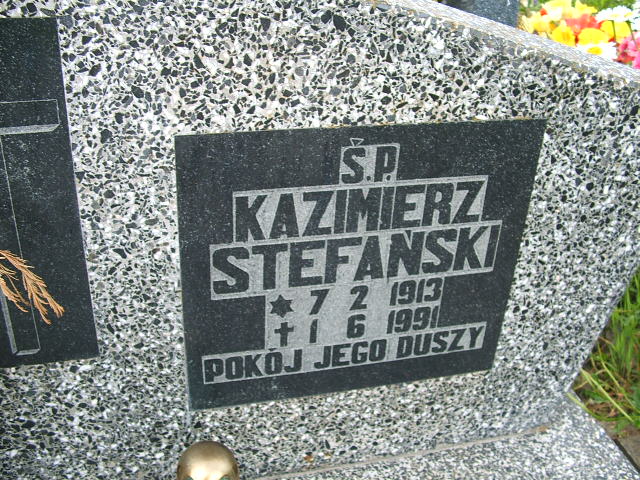 Ś.P.
KAZIMIERZ
STEFAŃSKI
✶ 7 2 1913
✝ 1 6 1991
POKÓJ JEGO DUSZY